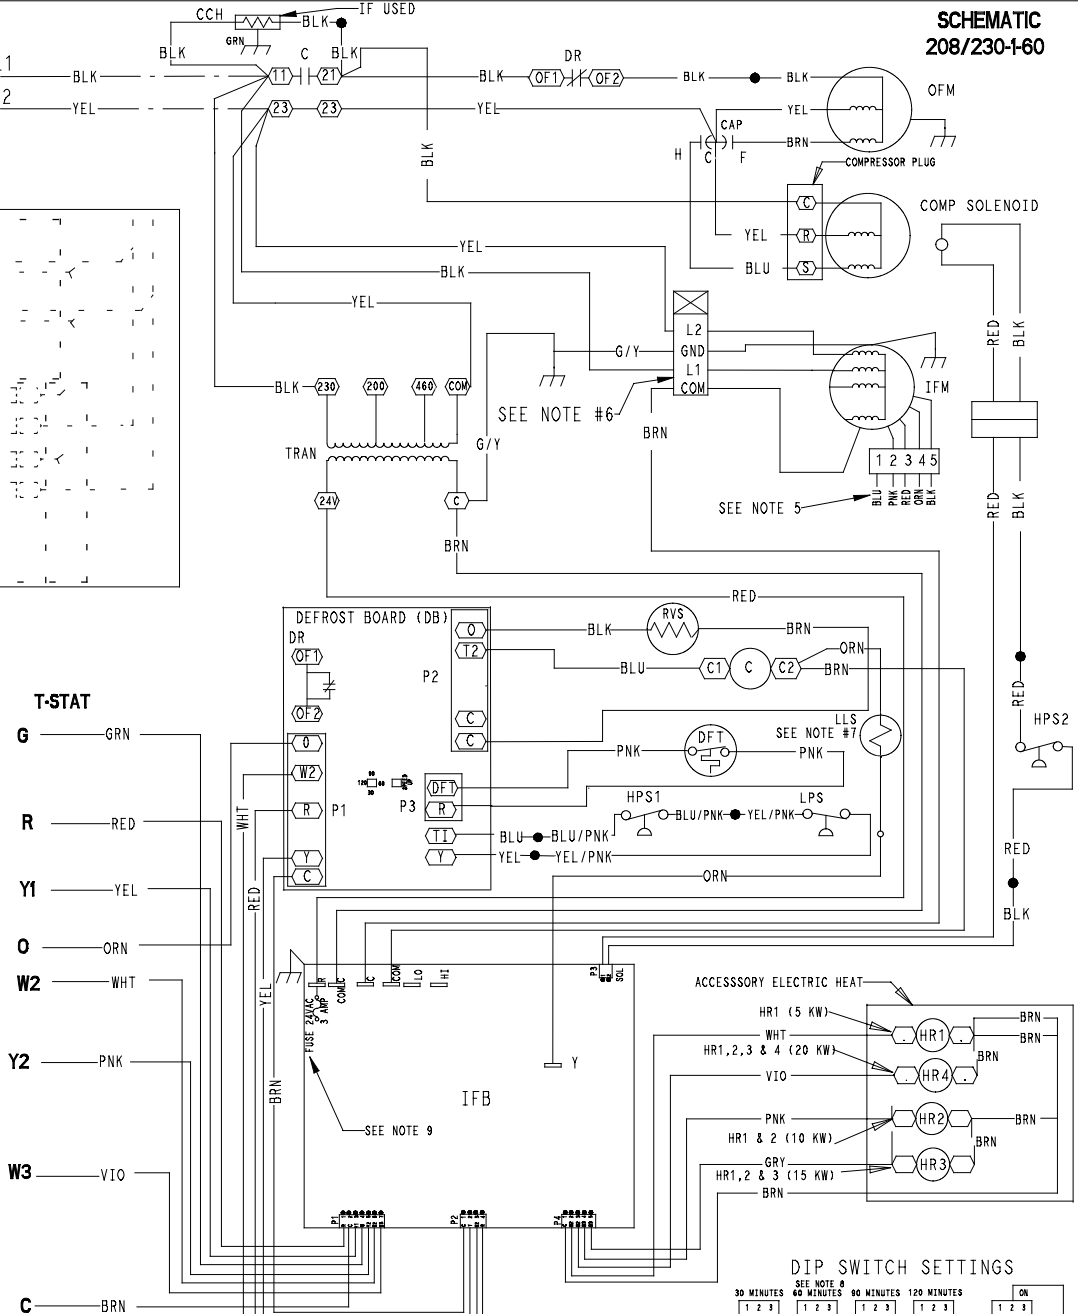 CCH
IF USED
SCHEMATIC
208/230-1-60
BLK
GRN
BLK
C
BLK
DR
BLK
11
21
BLK
OF1
OF2
BLK
BLK
OFM
2
YEL
23
23
YEL
YEL
CAP
BRN
H
C
F
COMPRESSOR PLUG
BLK
C
COMP SOLENOID
YEL
R
YEL
BLU
S
BLK
YEL
L2
RED
BLK
G/Y
GND
L1
COM
IFM
BLK
230
200
460
COM
SEE NOTE #6
BRN
G/Y
TRAN
1 2 3 4 5
24V
C
SEE NOTE 5
BLU
PNK
RED
ORN
BLK
RED
BLK
BRN
RED
DEFROST BOARD (DB)
DR
O
BLK
RVS
BRN
OF1
T2
BLU
C1
C
C2
ORN
BRN
P2
RED
T-STAT
OF2
C
LLS
SEE NOTE #7
HPS2
G
GRN
O
C
DFT
PNK
PNK
W2
WHT
120
90
60
30
DFT
P3
R
P1
R
HPS1
LPS
BLU/PNK
YEL/PNK
R
RED
T1
BLU
BLU/PNK
Y
Y
YEL
YEL/PNK
RED
C
ORN
Y1
YEL
RED
BLK
O
ORN
W2
WHT
YEL
R
COM
C
C
COM
LO
HI
P3
SOL
ACCESSSORY ELECTRIC HEAT
FUSE 24VAC
3 AMP
HR1 (5 KW)
BRN
WHT
HR1
BRN
HR1,2,3 & 4 (20 KW)
BRN
Y2
PNK
Y
VIO
HR4
BRN
IFB
PNK
HR2
BRN
SEE NOTE 9
HR1 & 2 (10 KW)
BRN
W3
VIO
GRY
HR3
HR1,2 & 3 (15 KW)
BRN
P1
P2
P4
DIP SWITCH SETTINGS
SEE NOTE 8
30 MINUTES
60 MINUTES
90 MINUTES
120 MINUTES
ON
C
BRN
1 2 3
1 2 3
1 2 3
1 2 3
1 2 3